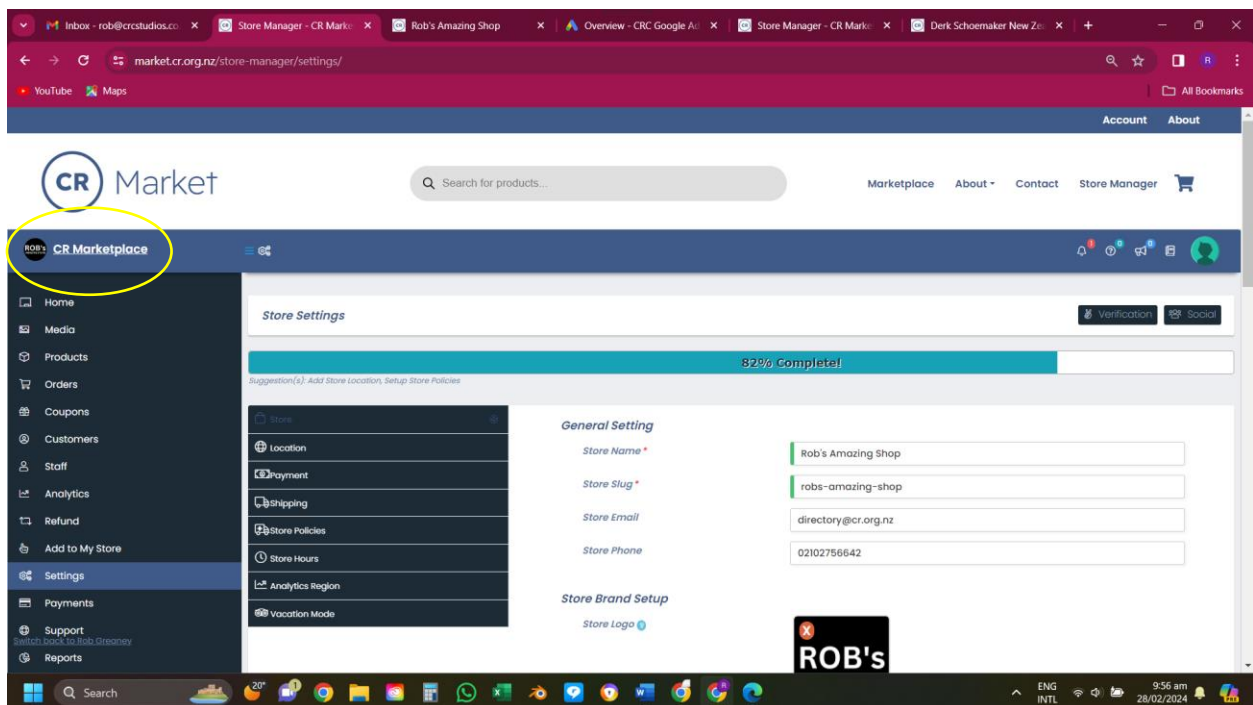 Inbox - rob@crcstudios.co. Store Manager - CR Marke Rob's Amazing Shop Overview - CRC Google Ad Store Manager - CR Marke Derk Schoemaker New Ze
market.cr.org.nz/store-manager/settings/ R
YouTube Maps All Bookmarks
Account About
CR Market Search for products... Marketplace About Contact Store Manager
ROB's CR Marketplace
Home
Media
Products
Orders
Coupons
Customers
Staff
Analytics
Refund
Add to My Store
Settings
Payments
Support
Switch back to Rob Greaney
Reports
Store Settings Verification Social
82% Complete!
Suggestion(s): Add Store Location, Setup Store Policies
Store
Location
Payment
Shipping
Store Policies
Store Hours
Analytics Region
Vacation Mode
General Setting
Store Name * Rob's Amazing Shop
Store Slug * robs-amazing-shop
Store Email directory@cr.org.nz
Store Phone 02102756642
Store Brand Setup
Store Logo
ROB's
Search 20° ENG 9:56 am
INTL 28/02/2024